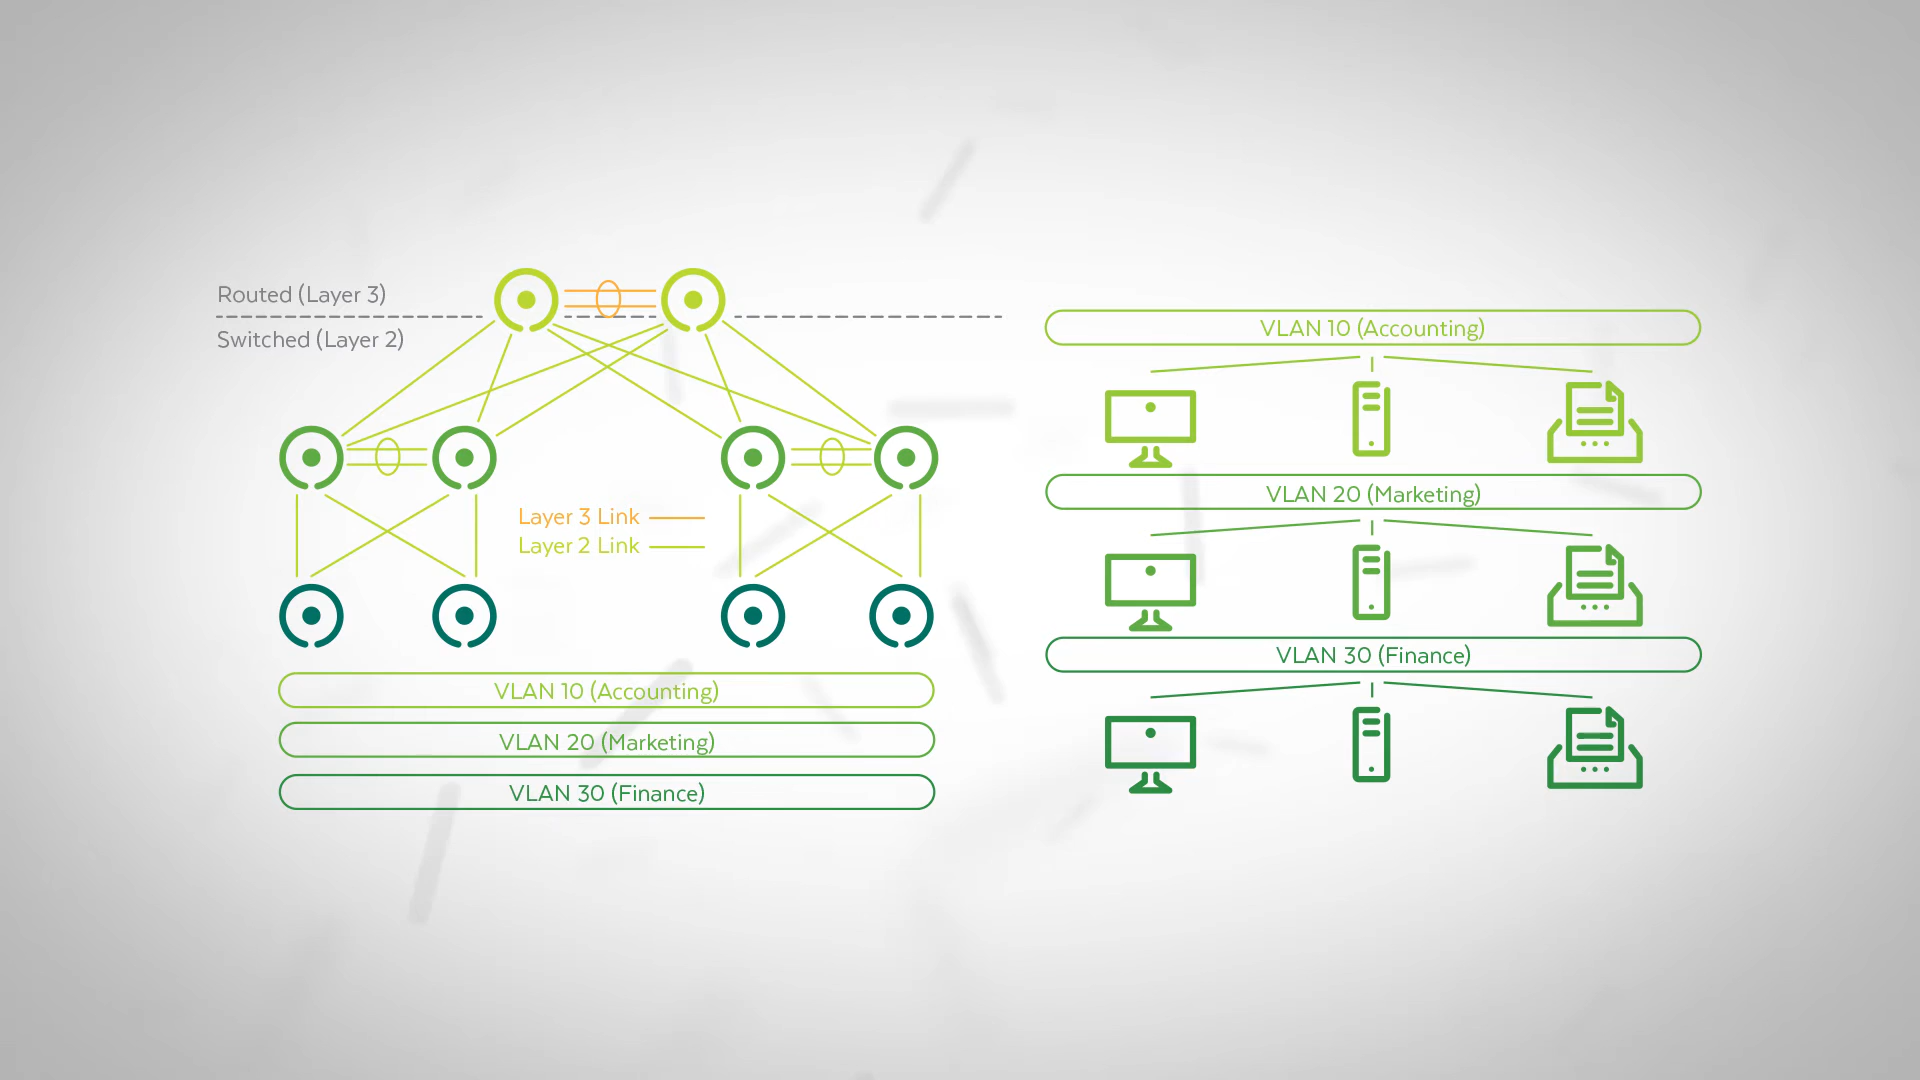 Routed (Layer 3)
Switched (Layer 2)
Layer 3 Link
Layer 2 Link
VLAN 10 (Accounting)
VLAN 20 (Marketing)
VLAN 30 (Finance)
VLAN 10 (Accounting)
VLAN 20 (Marketing)
VLAN 30 (Finance)